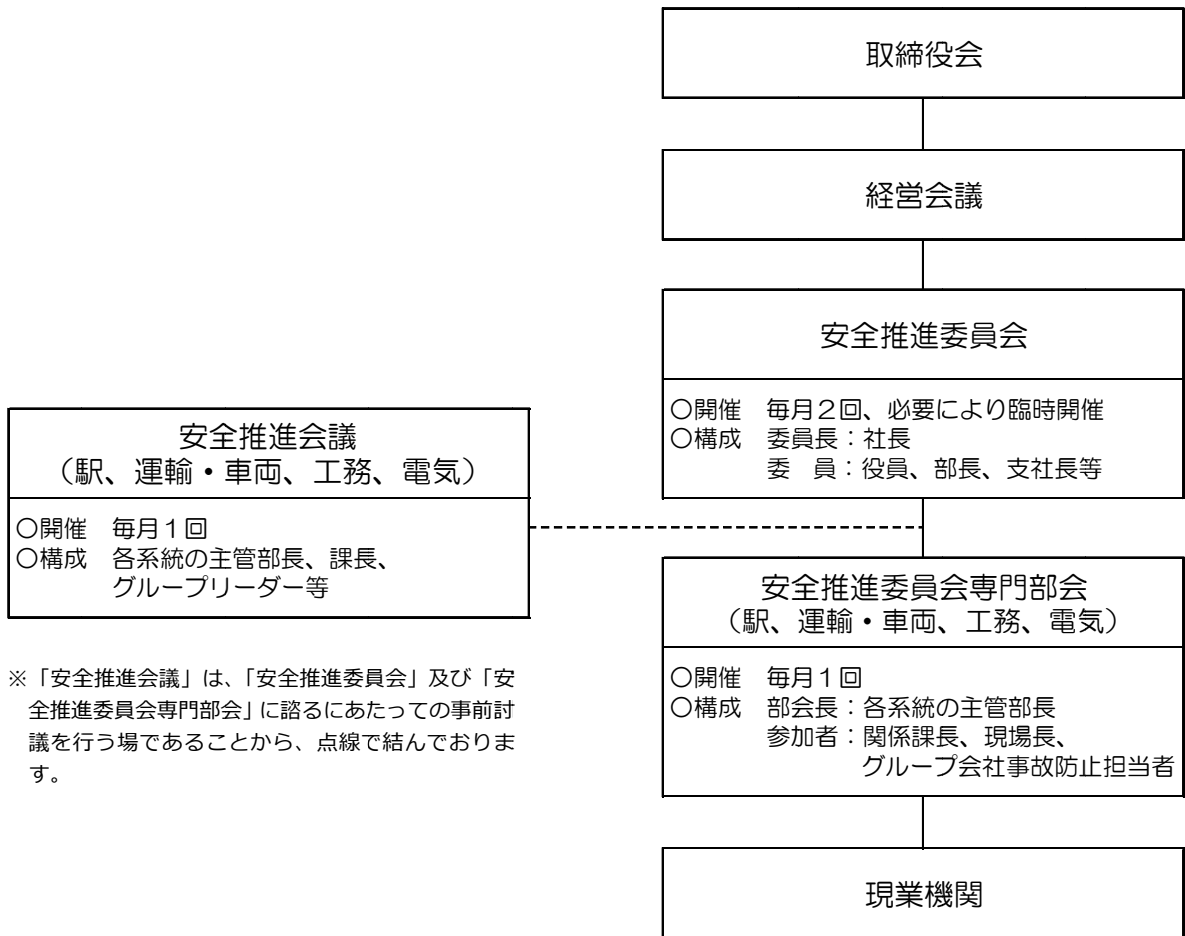 取締役会
経営会議
安全推進委員会
○開催　毎月２回、必要により臨時開催
○構成　委員長：社長
委　員：役員、部長、支社長等
安全推進会議
（駅、運輸・車両、工務、電気）
○開催　毎月１回
○構成　各系統の主管部長、課長、
グループリーダー等
※「安全推進会議」は、「安全推進委員会」及び「安
全推進委員会専門部会」に諮るにあたっての事前討
議を行う場であることから、点線で結んでおりま
す。
安全推進委員会専門部会
（駅、運輸・車両、工務、電気）
○開催　毎月１回
○構成　部会長：各系統の主管部長
参加者：関係課長、現場長、
グループ会社事故防止担当者
現業機関